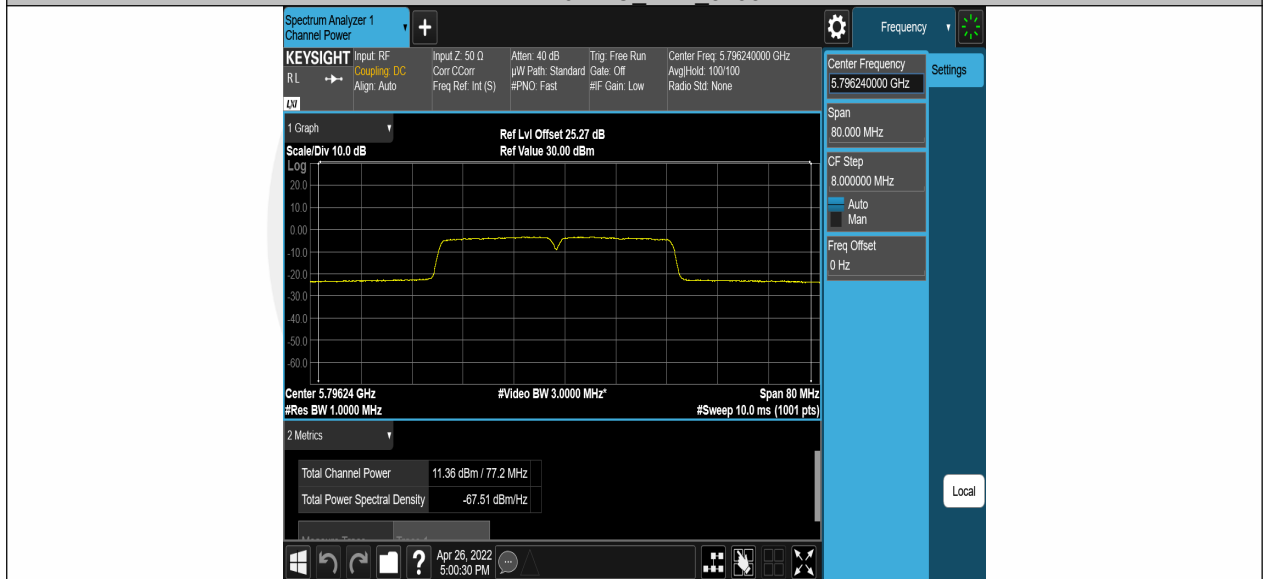 Spectrum Analyzer 1
Channel Power
+
Frequency
KEYSIGHT
RL
LXI
Input: RF
Coupling: DC
Align: Auto
Input Z: 50 Ω
Corr CCorr
Freq Ref: Int (S)
Atten: 40 dB
µW Path: Standard
#PNO: Fast
Trig: Free Run
Gate: Off
#IF Gain: Low
Center Freq: 5.796240000 GHz
Avg|Hold: 100/100
Radio Std: None
Center Frequency
5.796240000 GHz
Settings
Span
80.000 MHz
CF Step
8.000000 MHz
Auto
Man
Freq Offset
0 Hz
1 Graph
Scale/Div 10.0 dB
Ref Lvl Offset 25.27 dB
Ref Value 30.00 dBm
Log
20.0
10.0
0.00
-10.0
-20.0
-30.0
-40.0
-50.0
-60.0
Center 5.79624 GHz
#Video BW 3.0000 MHz*
Span 80 MHz
#Res BW 1.0000 MHz
#Sweep 10.0 ms (1001 pts)
2 Metrics
Total Channel Power 11.36 dBm / 77.2 MHz
Total Power Spectral Density -67.51 dBm/Hz
Local
?
Apr 26, 2022
5:00:30 PM